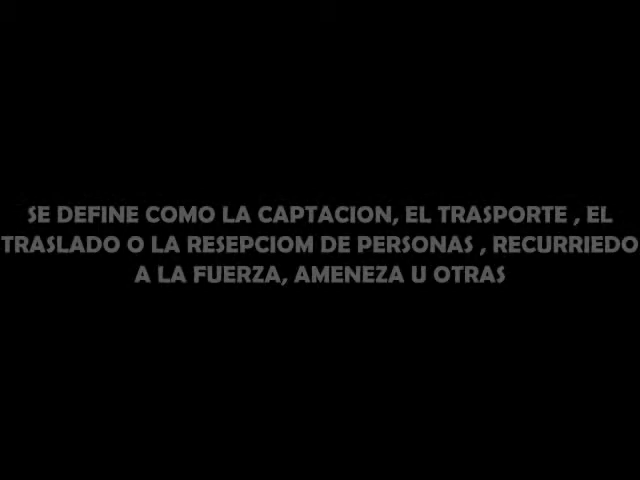 SE DEFINE COMO LA CAPTACION, EL TRASPORTE , EL
TRASLADO O LA RESEPCIOM DE PERSONAS , RECURRIEDO
A LA FUERZA, AMENEZA U OTRAS